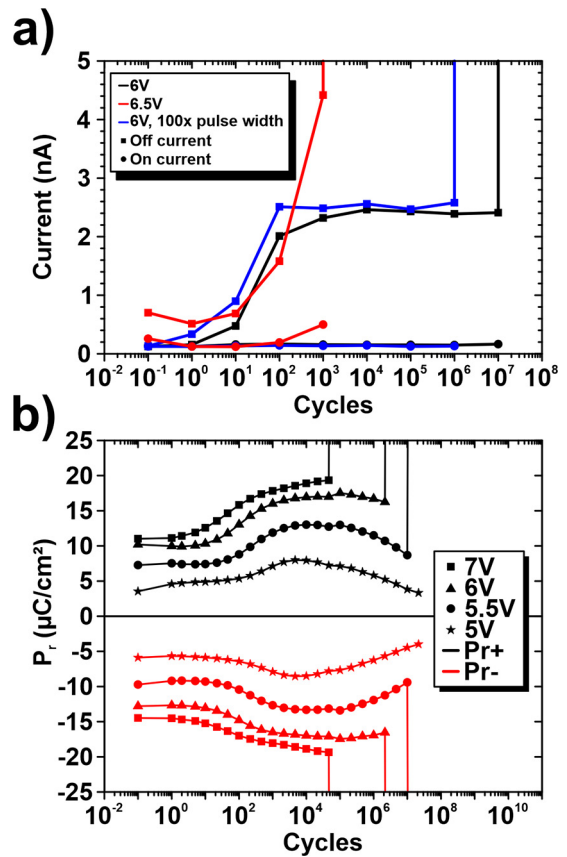 a)
5
4
3
2
1
0
Current (nA)
6V
6.5V
6V, 100x pulse width
Off current
On current
10⁻² 10⁻¹ 10⁰ 10¹ 10² 10³ 10⁴ 10⁵ 10⁶ 10⁷ 10⁸
Cycles
b)
25
20
15
10
5
0
-5
-10
-15
-20
-25
Pᵣ (µC/cm²)
7V
6V
5.5V
5V
Pr+
Pr-
10⁻² 10⁰ 10² 10⁴ 10⁶ 10⁸ 10¹⁰
Cycles